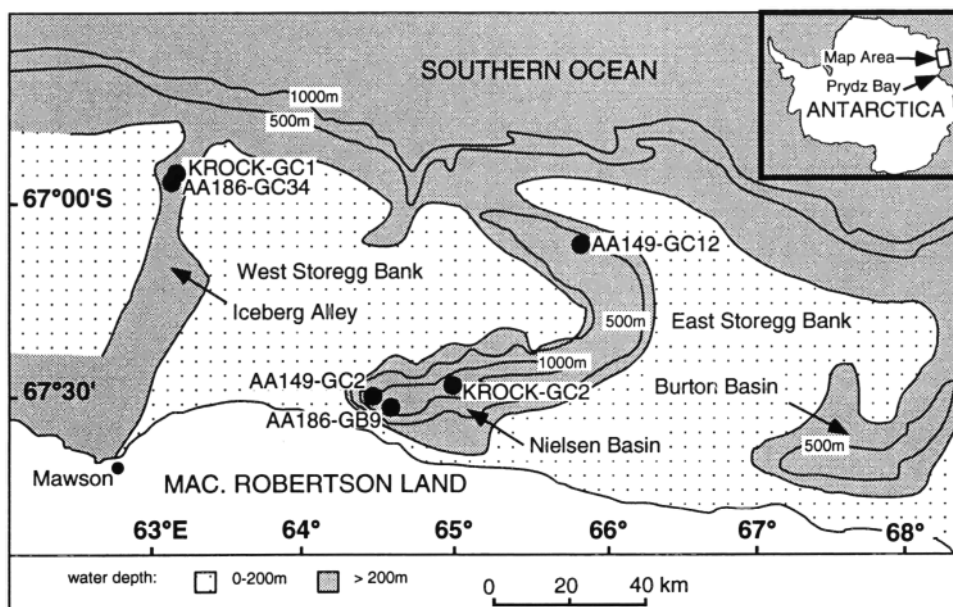 SOUTHERN OCEAN
Map Area
Prydz Bay
ANTARCTICA
1000m
500m
KROCK-GC1
AA186-GC34
67°00'S
AA149-GC12
West Storegg Bank
Iceberg Alley
500m
East Storegg Bank
1000m
AA149-GC2
KROCK-GC2
67°30'
Burton Basin
AA186-GB9
Nielsen Basin
500m
Mawson
MAC. ROBERTSON LAND
63°E 64° 65° 66° 67° 68°
water depth: 0-200m > 200m
0 20 40 km